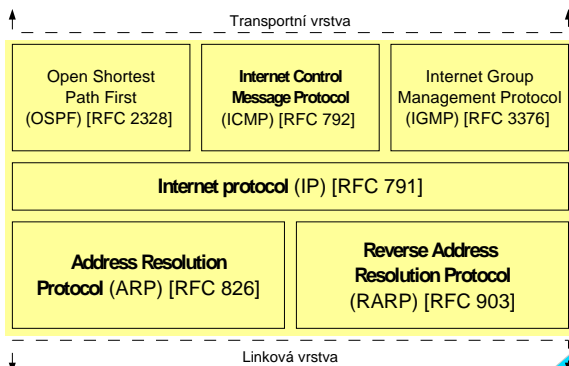 Transportní vrstva
Open Shortest
Path First
(OSPF) [RFC 2328]
Internet Control
Message Protocol
(ICMP) [RFC 792]
Internet Group
Management Protocol
(IGMP) [RFC 3376]
Internet protocol (IP) [RFC 791]
Address Resolution
Protocol (ARP) [RFC 826]
Reverse Address
Resolution Protocol
(RARP) [RFC 903]
Linková vrstva